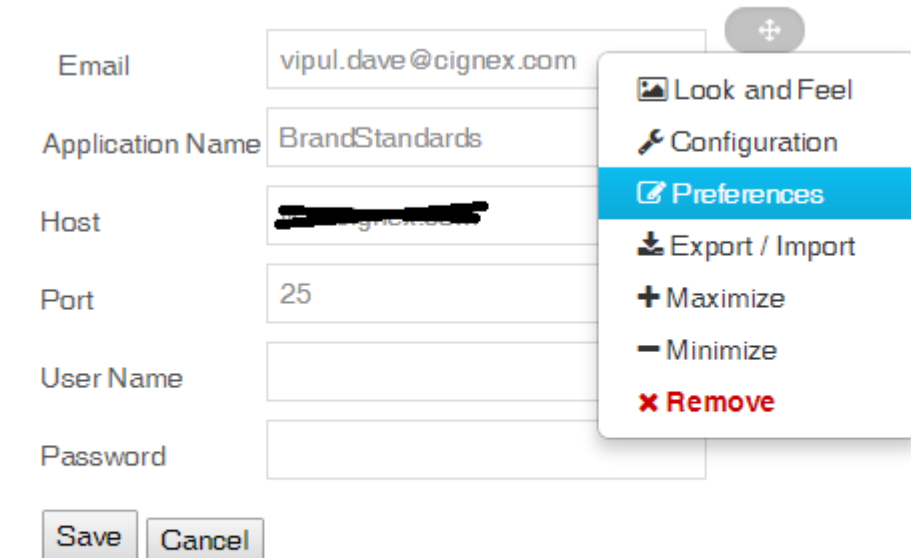 Email
vipul.dave@cignex.com
Application Name
BrandStandards
Host
Port
25
User Name
Password
Save
Cancel
Look and Feel
Configuration
Preferences
Export / Import
Maximize
Minimize
Remove